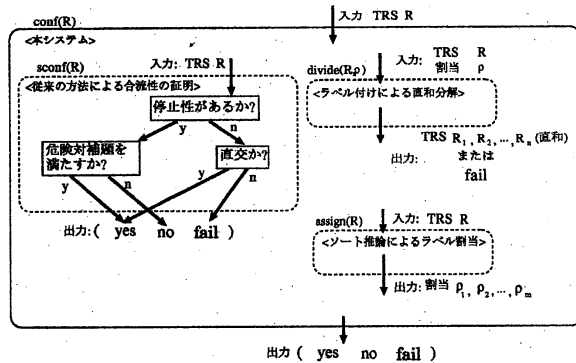 conf(R)
入力 TRS R
<本システム>
sconf(R)
入力: TRS R
<従来の方法による合流性の証明>
停止性があるか?
y
n
危険対補題を
満たすか?
直交か?
y
n
y
n
出力: ( yes no fail )
divide(R,ρ)
入力: TRS R
割当 ρ
<ラベル付けによる直和分解>
TRS R1 , R2 , ..., Rn (直和)
出力: または
fail
assign(R)
入力: TRS R
<ソート推論によるラベル割当>
出力: 割当 ρ1, ρ2, ..., ρm
出力 ( yes no fail )